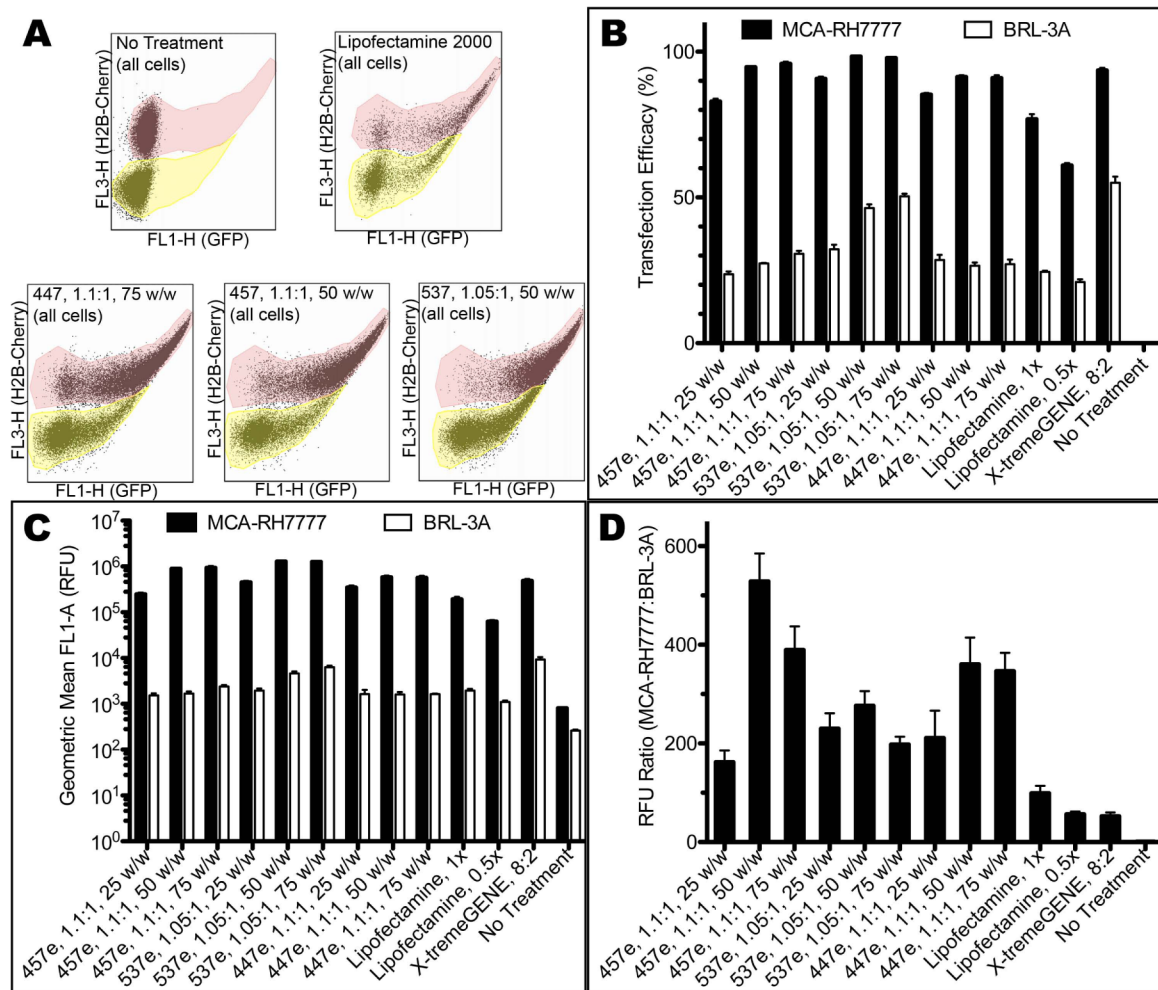 A
No Treatment
(all cells)
FL3-H (H2B-Cherry)
FL1-H (GFP)
Lipofectamine 2000
(all cells)
FL3-H (H2B-Cherry)
FL1-H (GFP)
447, 1.1:1, 75 w/w
(all cells)
FL3-H (H2B-Cherry)
FL1-H (GFP)
457, 1.1:1, 50 w/w
(all cells)
FL3-H (H2B-Cherry)
FL1-H (GFP)
537, 1.05:1, 50 w/w
(all cells)
FL3-H (H2B-Cherry)
FL1-H (GFP)
B
MCA-RH7777
BRL-3A
Transfection Efficacy (%)
100
50
0
457e, 1.1:1, 25 w/w
457e, 1.1:1, 50 w/w
457e, 1.1:1, 75 w/w
537e, 1.05:1, 25 w/w
537e, 1.05:1, 50 w/w
537e, 1.05:1, 75 w/w
447e, 1.1:1, 25 w/w
447e, 1.1:1, 50 w/w
447e, 1.1:1, 75 w/w
Lipofectamine, 1x
Lipofectamine, 0.5x
X-tremeGENE, 8:2
No Treatment
C
MCA-RH7777
BRL-3A
Geometric Mean FL1-A (RFU)
10⁷
10⁶
10⁵
10⁴
10³
10²
10¹
10⁰
457e, 1.1:1, 25 w/w
457e, 1.1:1, 50 w/w
457e, 1.1:1, 75 w/w
537e, 1.05:1, 25 w/w
537e, 1.05:1, 50 w/w
537e, 1.05:1, 75 w/w
447e, 1.1:1, 25 w/w
447e, 1.1:1, 50 w/w
447e, 1.1:1, 75 w/w
Lipofectamine, 1x
Lipofectamine, 0.5x
X-tremeGENE, 8:2
No Treatment
D
RFU Ratio (MCA-RH7777:BRL-3A)
600
400
200
0
457e, 1.1:1, 25 w/w
457e, 1.1:1, 50 w/w
457e, 1.1:1, 75 w/w
537e, 1.05:1, 25 w/w
537e, 1.05:1, 50 w/w
537e, 1.05:1, 75 w/w
447e, 1.1:1, 25 w/w
447e, 1.1:1, 50 w/w
447e, 1.1:1, 75 w/w
Lipofectamine, 1x
Lipofectamine, 0.5x
X-tremeGENE, 8:2
No Treatment